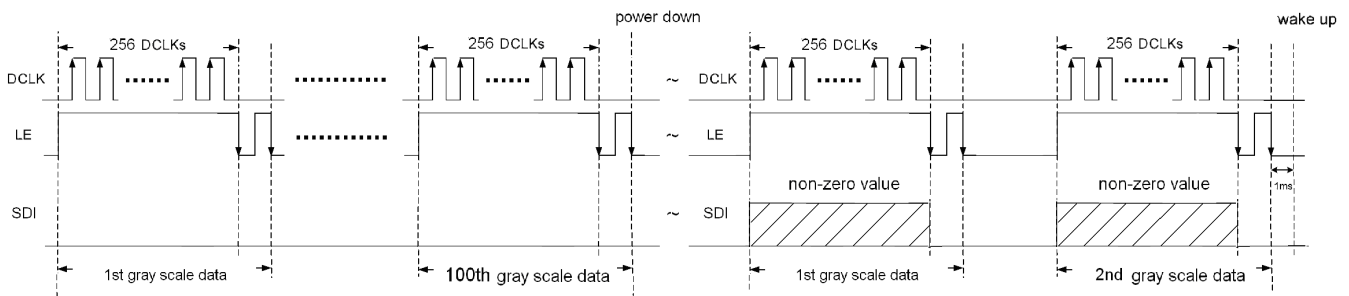 power down
wake up
256 DCLKs
256 DCLKs
256 DCLKs
256 DCLKs
DCLK
~ DCLK
LE
~ LE
non-zero value
non-zero value
1ms
SDI
~ SDI
1st gray scale data
100th gray scale data
1st gray scale data
2nd gray scale data